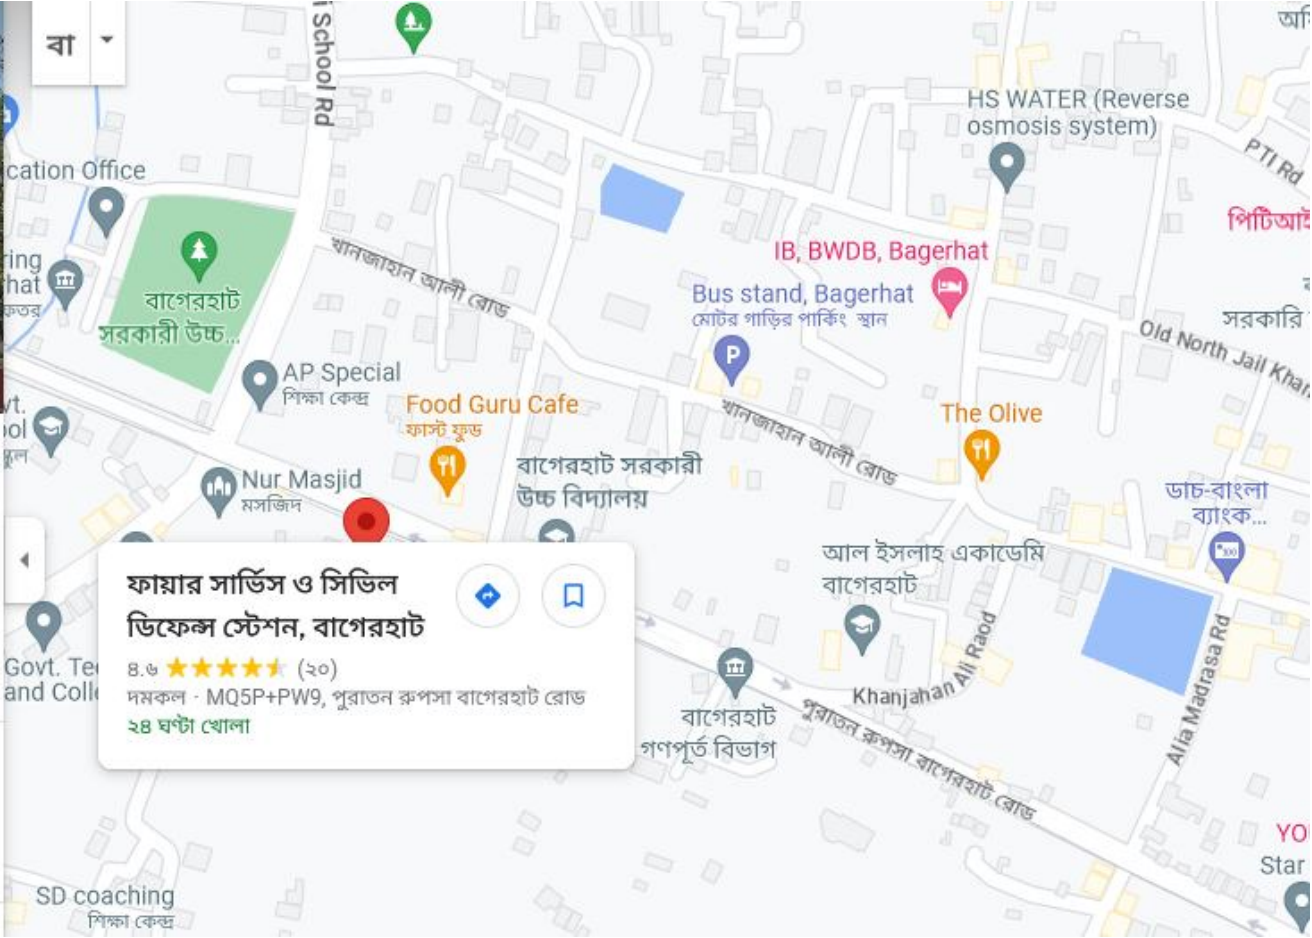 বা
i School Rd
HS WATER (Reverse
osmosis system)
PTI Rd
cation Office
বাগেরহাট
সরকারী উচ্চ...
খানজাহান আলী রোড
IB, BWDB, Bagerhat
Bus stand, Bagerhat
মোটর গাড়ির পার্কিং স্থান
সরকারি
Old North Jail Khan
AP Special
শিক্ষা কেন্দ্র
Food Guru Cafe
ফাস্ট ফুড
খানজাহান আলী রোড
The Olive
বাগেরহাট সরকারী
উচ্চ বিদ্যালয়
Nur Masjid
মসজিদ
ডাচ-বাংলা
ব্যাংক...
আল ইসলাহ একাডেমি
বাগেরহাট
ফায়ার সার্ভিস ও সিভিল
ডিফেন্স স্টেশন, বাগেরহাট
৪.৬ (২০)
দমকল · MQ5P+PW9, পুরাতন রুপসা বাগেরহাট রোড
২৪ ঘণ্টা খোলা
Govt. Te
and Colle
Khanjahan Ali Raod
Alia Madrasa Rd
বাগেরহাট
গণপূর্ত বিভাগ
পুরাতন রুপসা বাগেরহাট রোড
YO
Star
SD coaching
শিক্ষা কেন্দ্র